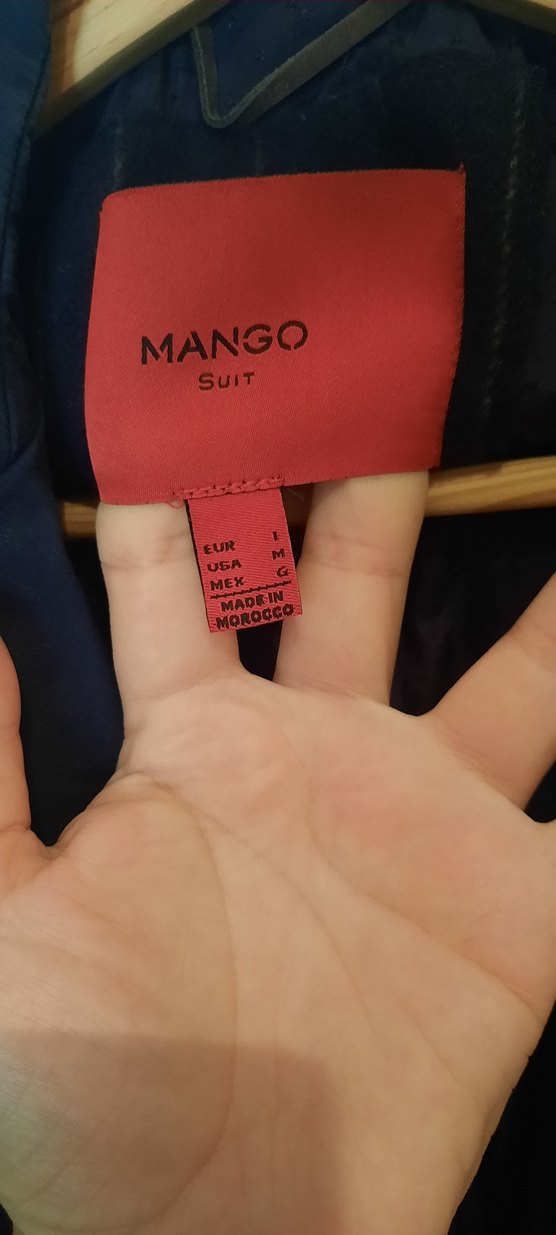 MANGO
SUIT
EUR L
USA M
MEX G
MADE IN
MOROCCO